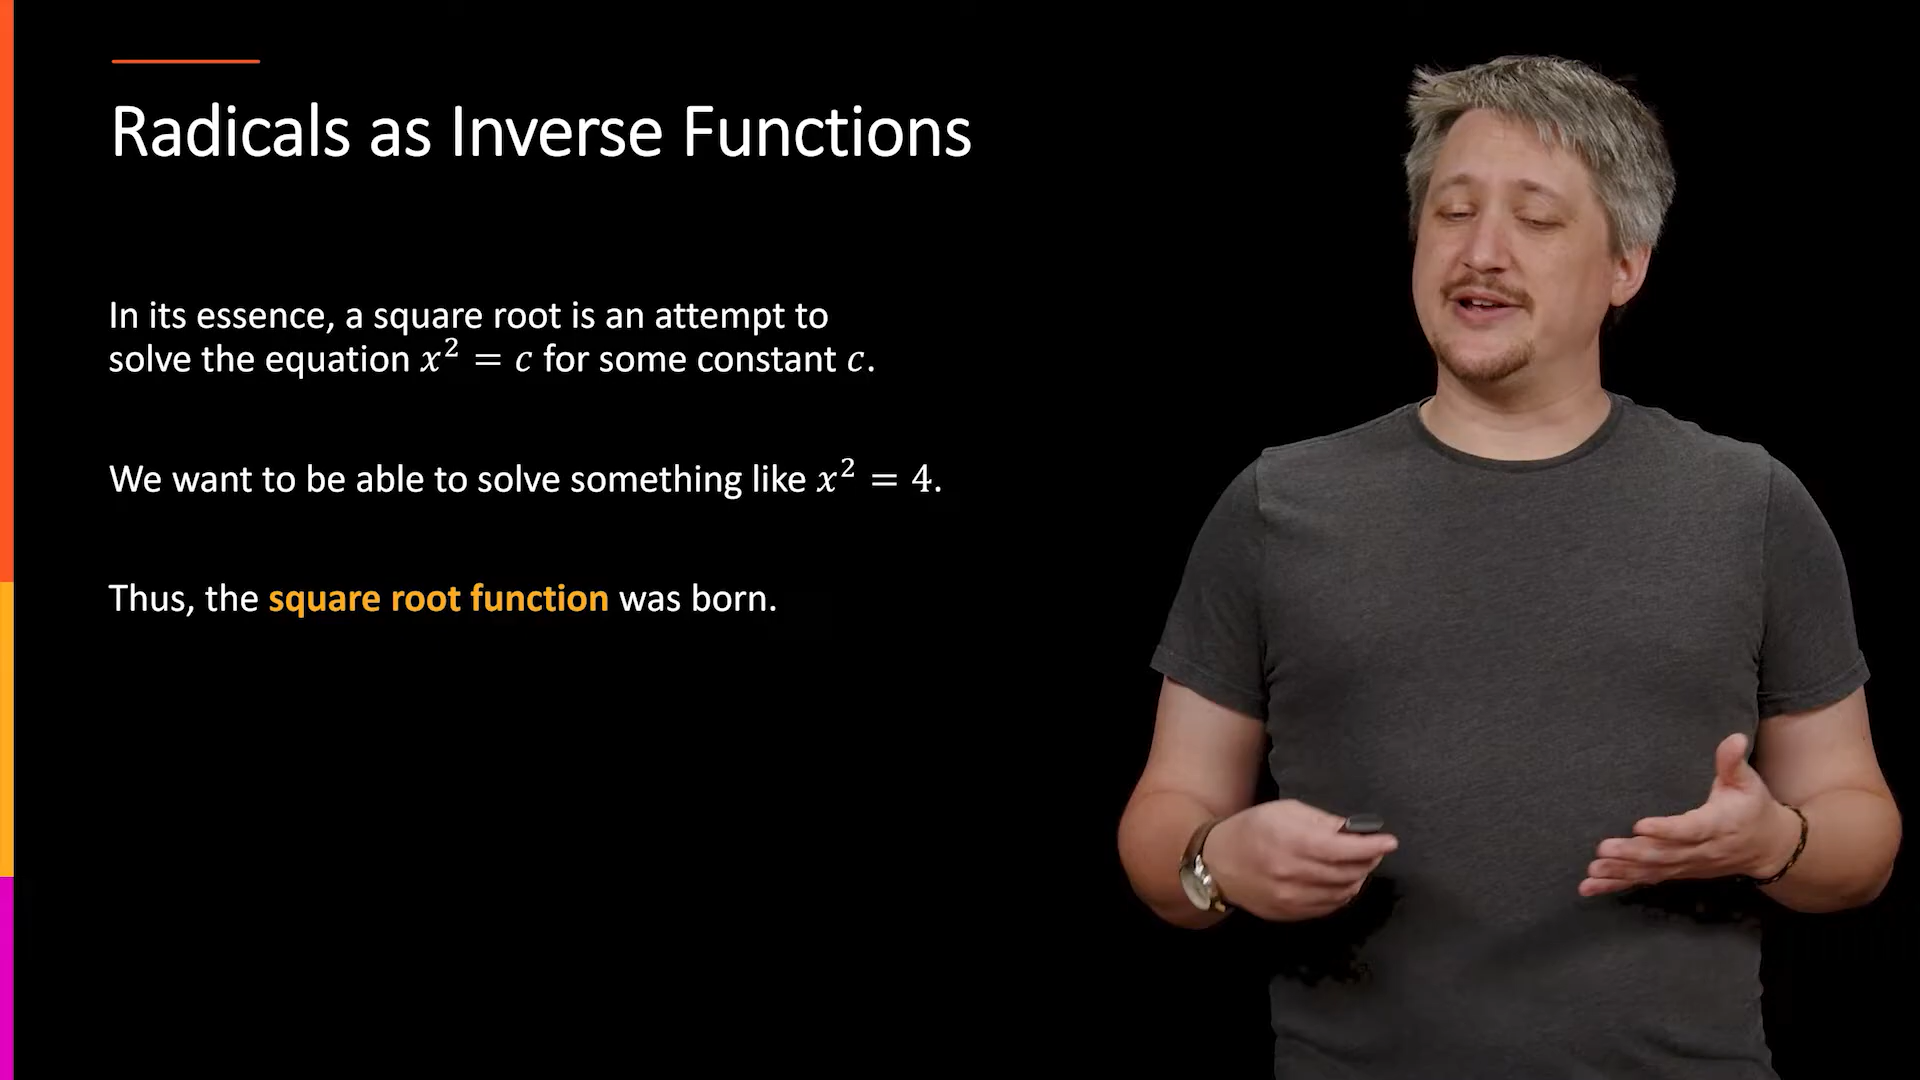 Radicals as Inverse Functions
In its essence, a square root is an attempt to
solve the equation x² = c for some constant c.
We want to be able to solve something like x² = 4.
Thus, the square root function was born.